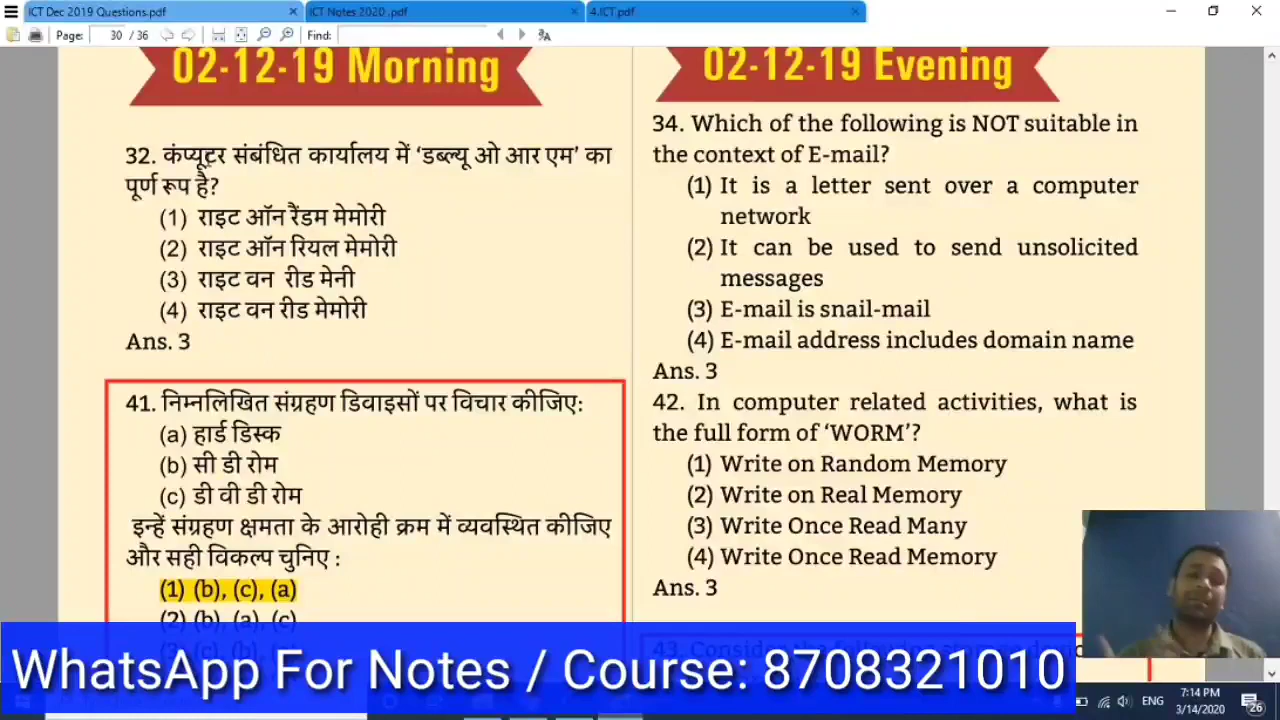 ICT Dec 2019 Questions.pdf
ICT Notes 2020 .pdf
4.ICT.pdf
Page: 30 / 36 Find:
02-12-19 Morning
32. कंप्यूटर संबंधित कार्यालय में ‘डब्ल्यू ओ आर एम’ का
पूर्ण रूप है?
(1) राइट ऑन रैंडम मेमोरी
(2) राइट ऑन रियल मेमोरी
(3) राइट वन रीड मेनी
(4) राइट वन रीड मेमोरी
Ans. 3
41. निम्नलिखित संग्रहण डिवाइसों पर विचार कीजिए:
(a) हार्ड डिस्क
(b) सी डी रोम
(c) डी वी डी रोम
इन्हें संग्रहण क्षमता के आरोही क्रम में व्यवस्थित कीजिए
और सही विकल्प चुनिए :
(1) (b), (c), (a)
(2) (b), (a), (c)
02-12-19 Evening
34. Which of the following is NOT suitable in
the context of E-mail?
(1) It is a letter sent over a computer
network
(2) It can be used to send unsolicited
messages
(3) E-mail is snail-mail
(4) E-mail address includes domain name
Ans. 3
42. In computer related activities, what is
the full form of ‘WORM’?
(1) Write on Random Memory
(2) Write on Real Memory
(3) Write Once Read Many
(4) Write Once Read Memory
Ans. 3
43. Consider the following storage
WhatsApp For Notes / Course: 8708321010
ENG
7:14 PM
3/14/2020
26